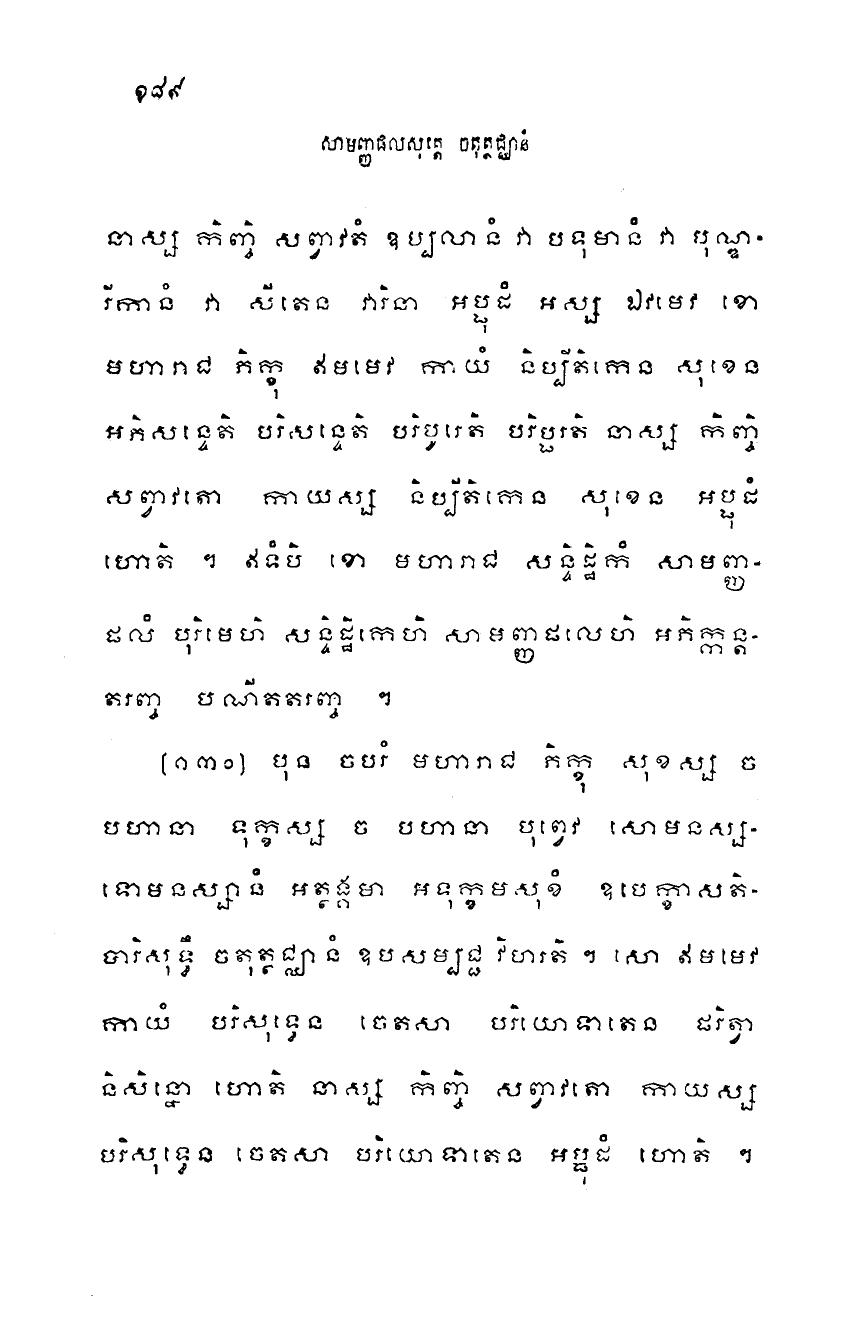 ១៨៩
សាមញ្ញផលសុត្តេ ចតុត្ថជ្ឈានំ
នាស្ស កិញ្ចិ សព្វាវតំ ឧប្បលានំ វា បទុមានំ វា បុណ្ឌ-
រីកានំ វា សីតេន វារិនា អប្ផុដំ អស្ស ឯវមេវ ខោ
មហារាជ ភិក្ខុ ឥមមេវ កាយំ និប្បីតិកេន សុខេន
អភិសន្ទេតិ បរិសន្ទេតិ បរិបូរេតិ បរិប្ផរតិ នាស្ស កិញ្ចិ
សព្វាវតោ កាយស្ស និប្បីតិកេន សុខេន អប្ផុដំ
ហោតិ ។ ឥទំបិ ខោ មហារាជ សន្ទិដ្ឋិកំ សាមញ្ញ-
ផលំ បុរិមេហិ សន្ទិដ្ឋិកេហិ សាមញ្ញផលេហិ អភិក្កន្ត-
តរញ្ច បណីតតរញ្ច ។
(១៣០) បុន ចបរំ មហារាជ ភិក្ខុ សុខស្ស ច
បហានា ទុក្ខស្ស ច បហានា បុព្វេវ សោមនស្ស-
ទោមនស្សានំ អត្ថង្គមា អទុក្ខមសុខំ ឧបេក្ខាសតិ-
បារិសុទ្ធឹ ចតុត្ថជ្ឈានំ ឧបសម្បជ្ជ វិហរតិ ។ សោ ឥមមេវ
កាយំ បរិសុទ្ធេន ចេតសា បរិយោទាតេន ផរិត្វា
និសិន្នោ ហោតិ នាស្ស កិញ្ចិ សព្វាវតោ កាយស្ស
បរិសុទ្ធេន ចេតសា បរិយោទាតេន អប្ផុដំ ហោតិ ។